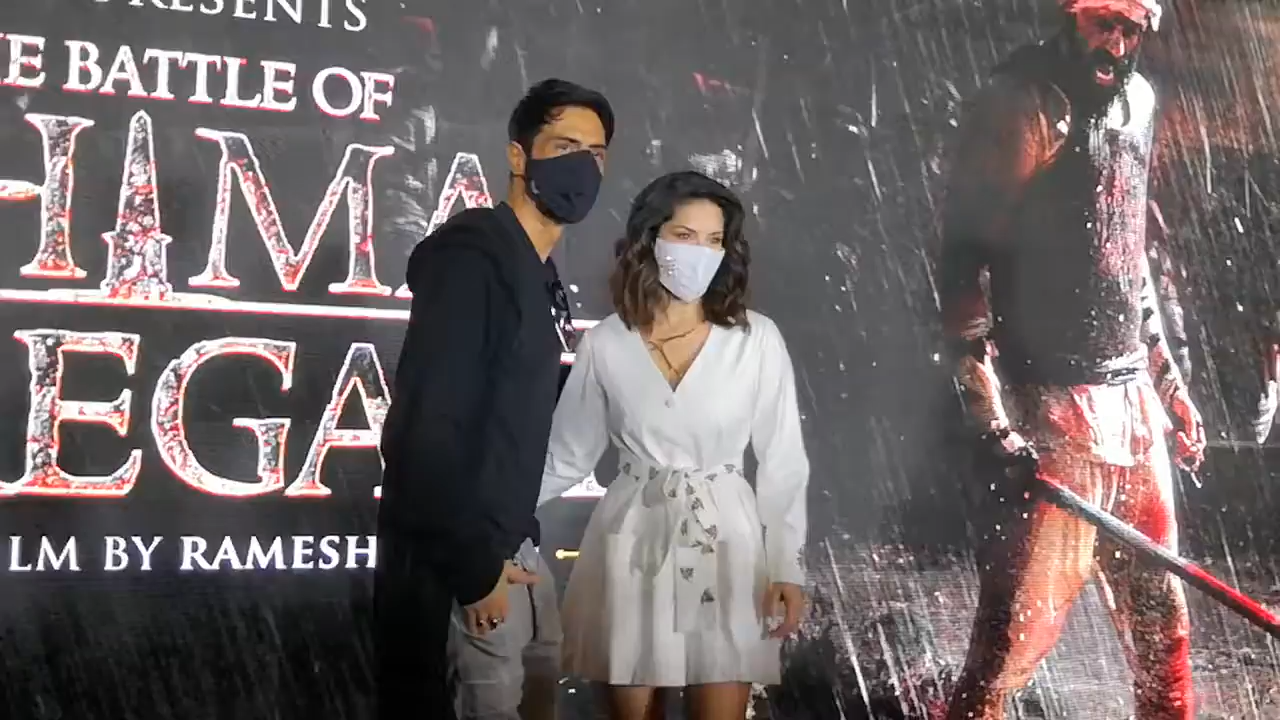 PRESENTS
THE BATTLE OF
HIMA
EGA
LM BY RAMESH